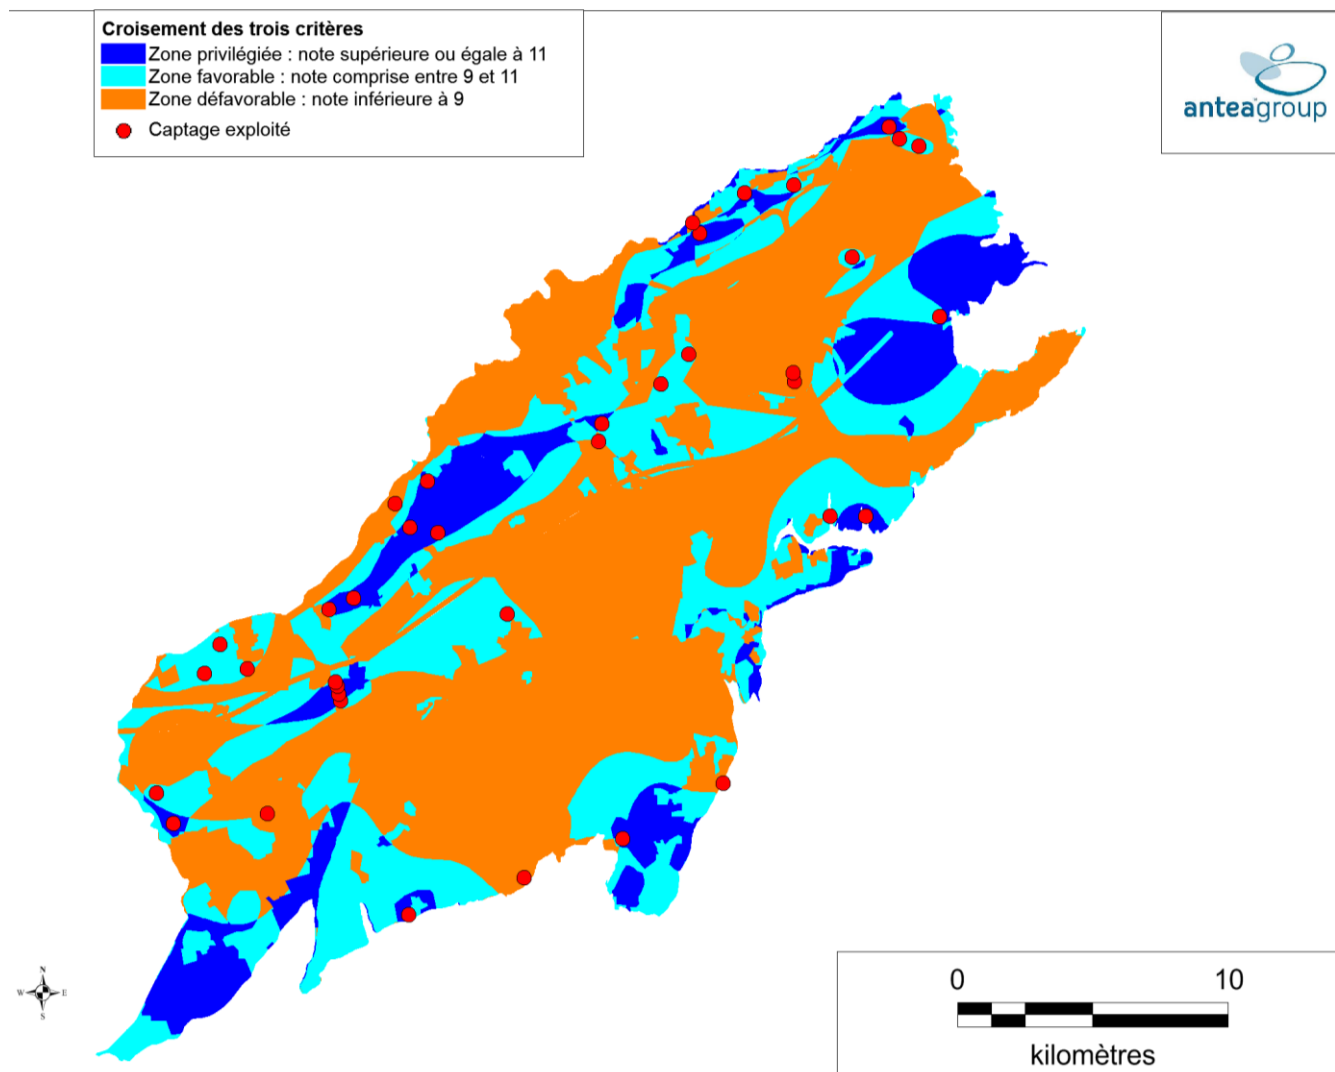 Croisement des trois critères
Zone privilégiée : note supérieure ou égale à 11
Zone favorable : note comprise entre 9 et 11
Zone défavorable : note inférieure à 9
Captage exploité
anteagroup
N
W E
S
0 10
kilomètres